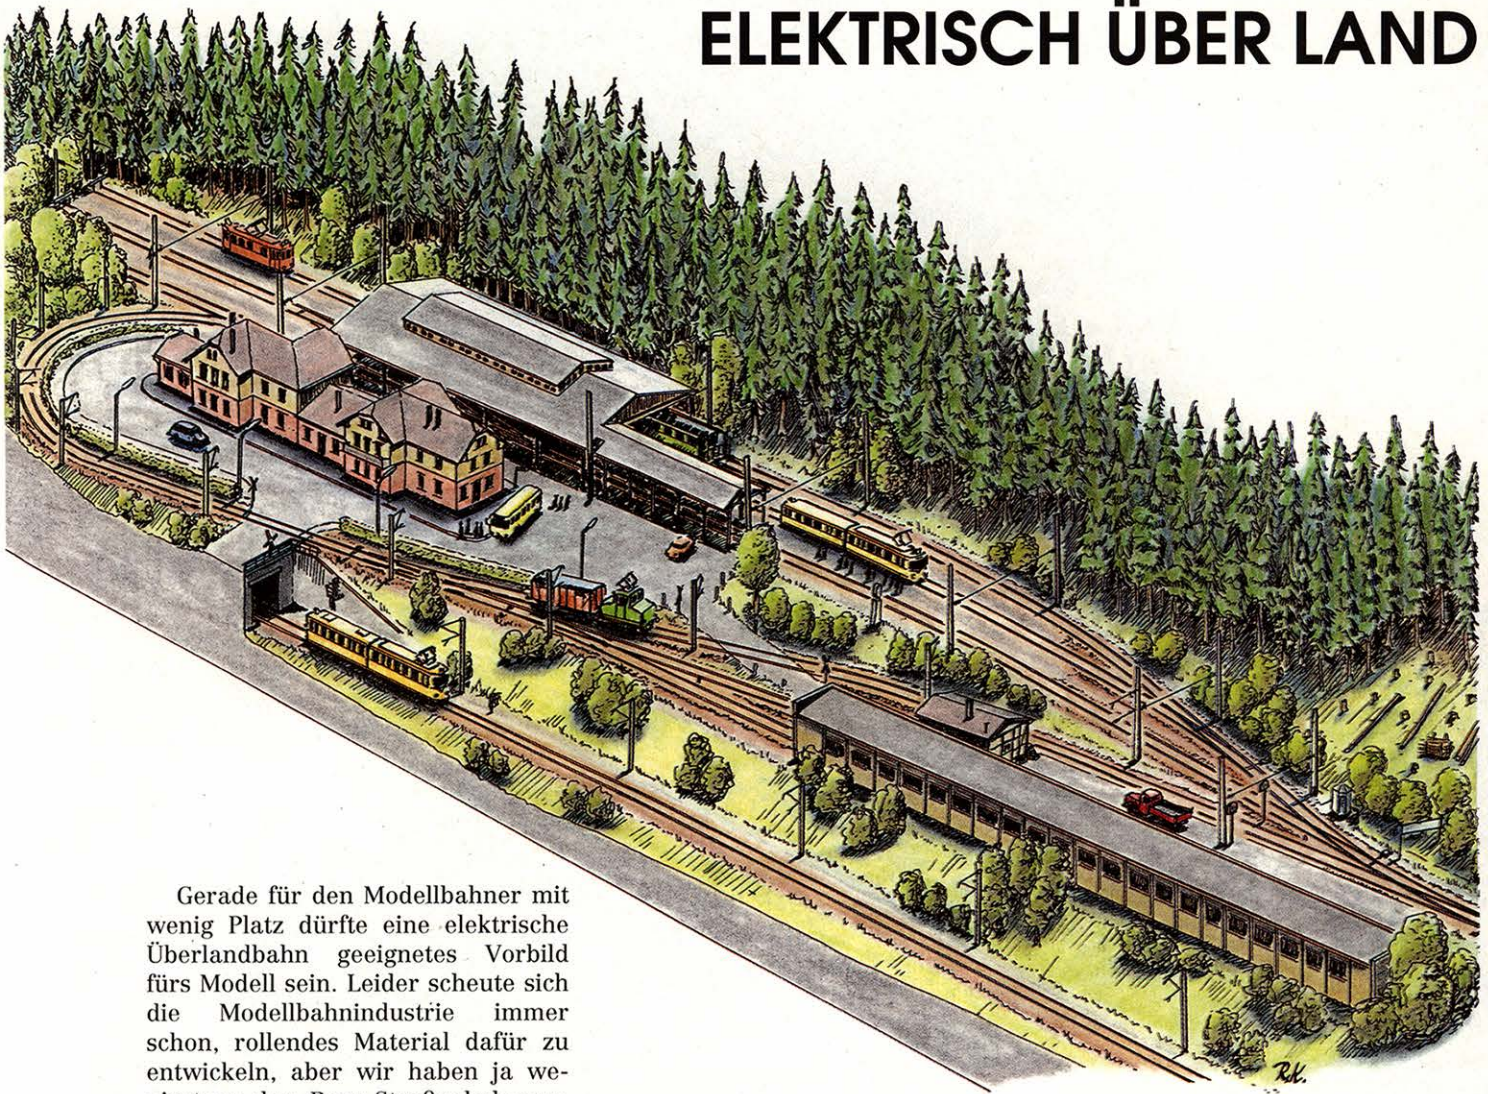 ELEKTRISCH ÜBER LAND
Gerade für den Modellbahner mit
wenig Platz dürfte eine elektrische
Überlandbahn geeignetes Vorbild
fürs Modell sein. Leider scheute sich
die Modellbahnindustrie immer
schon, rollendes Material dafür zu
entwickeln, aber wir haben ja we-
R.K.